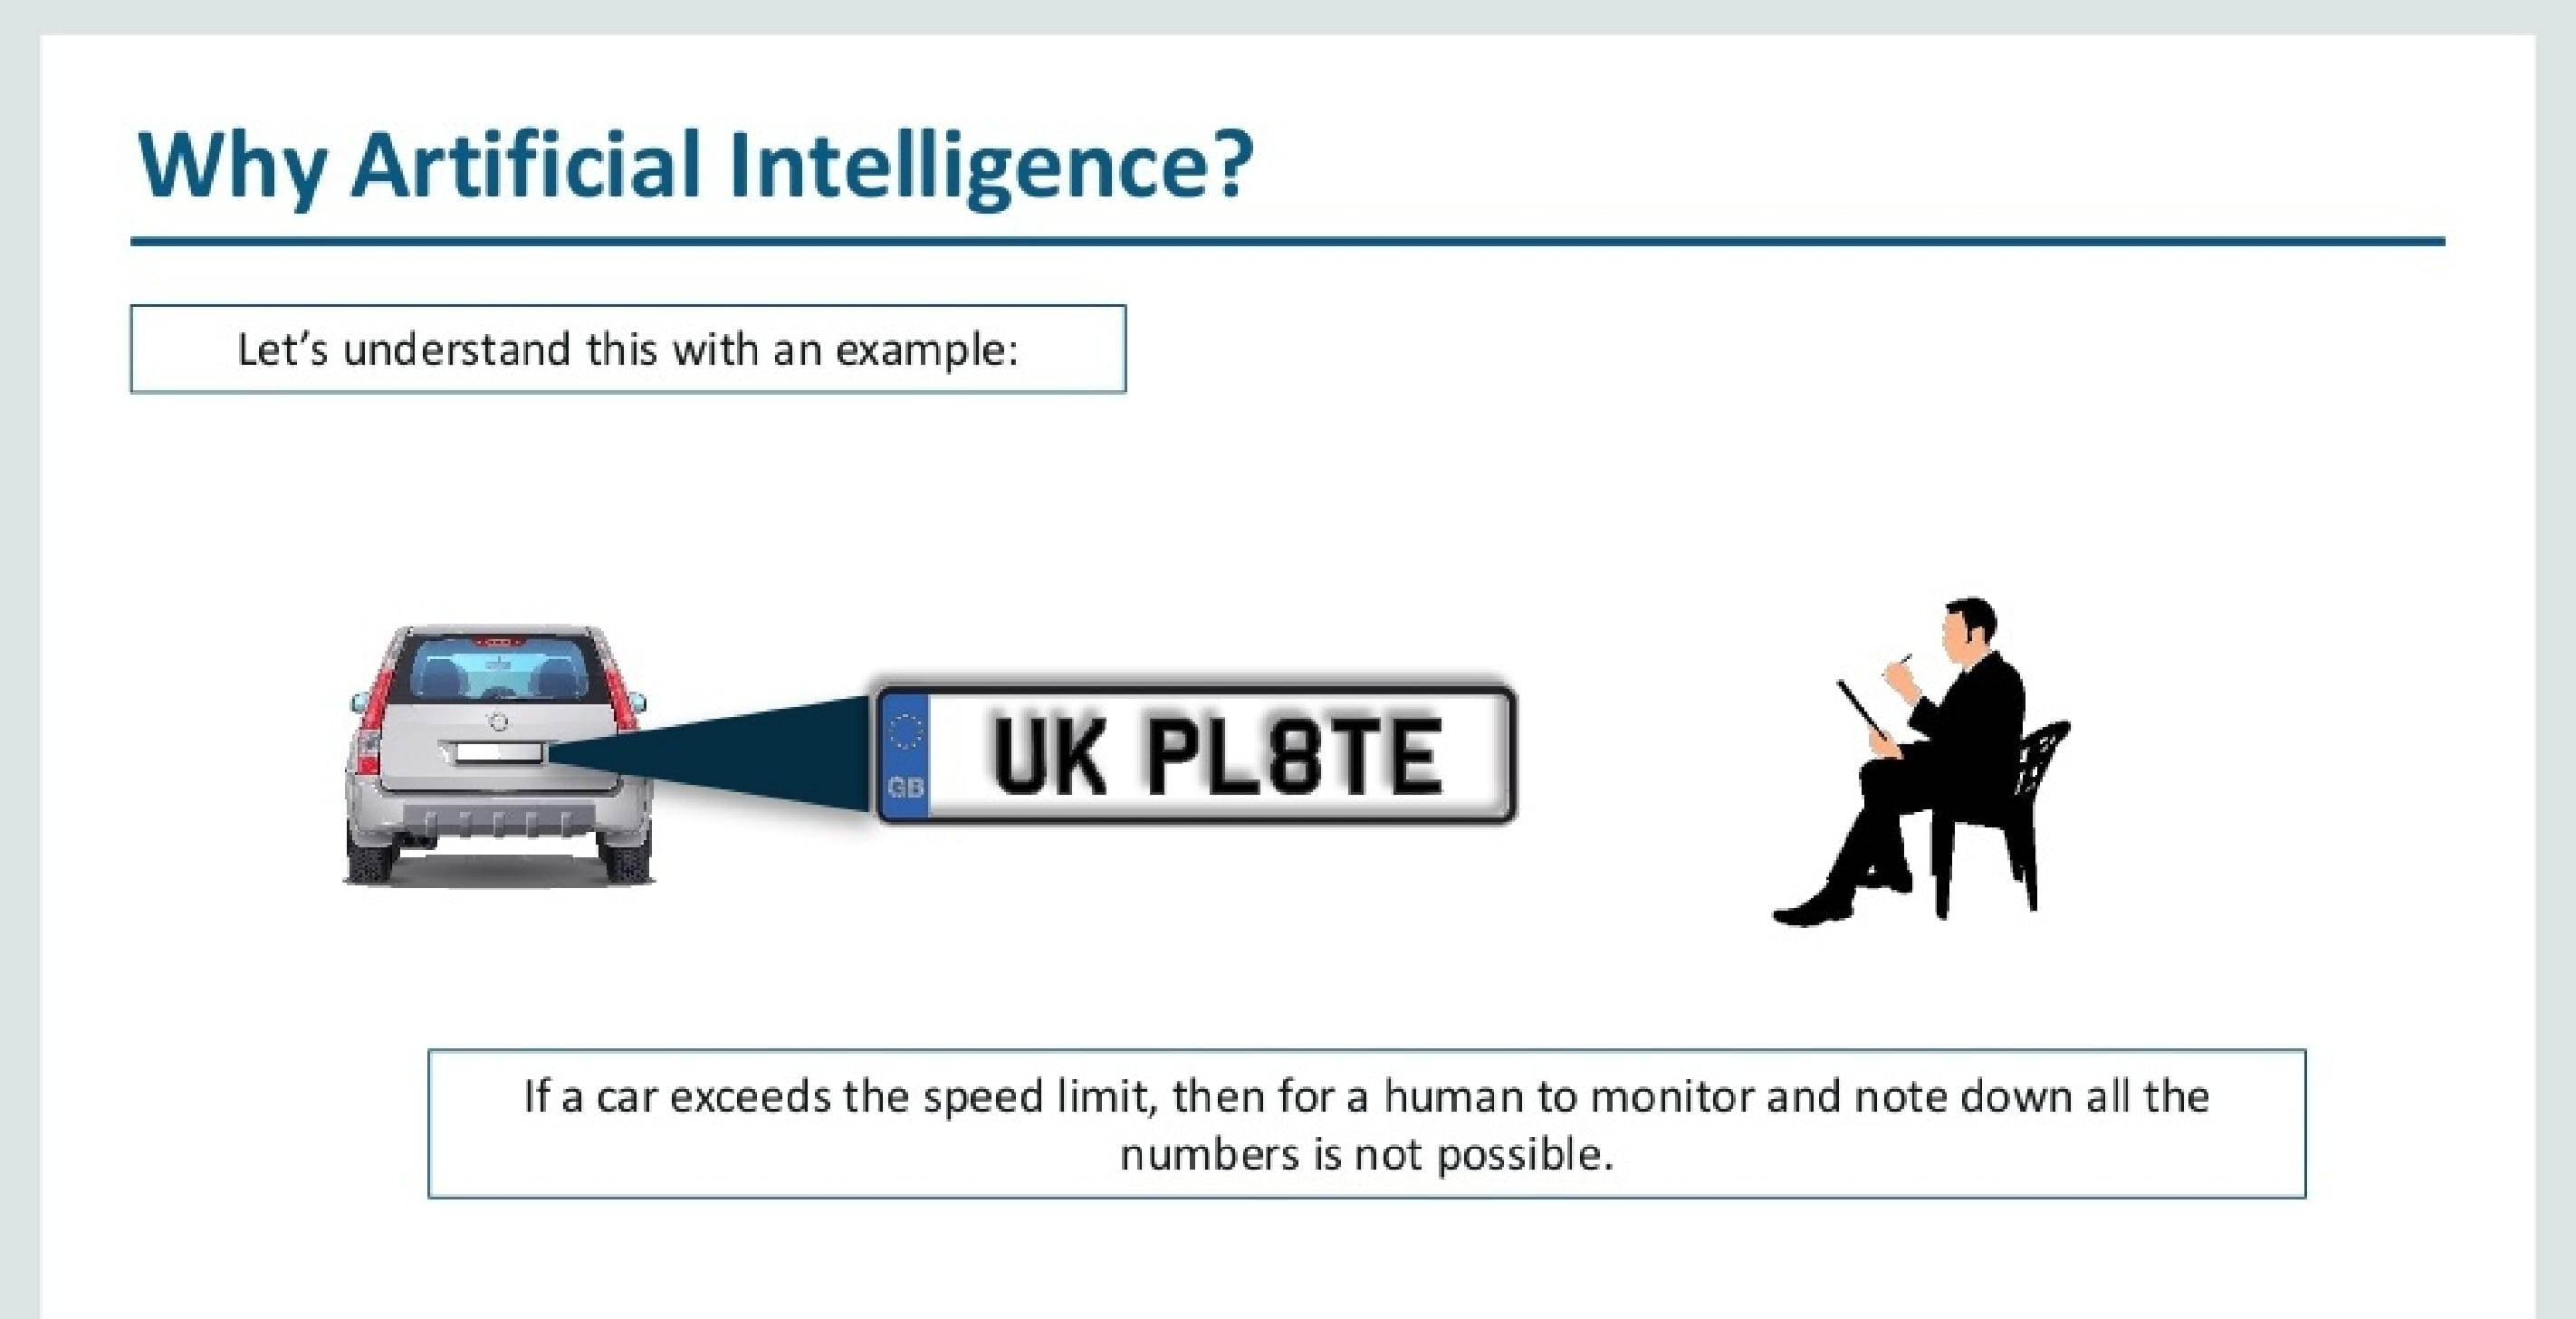 Why Artificial Intelligence?
Let’s understand this with an example:
GB
UK PL8TE
If a car exceeds the speed limit, then for a human to monitor and note down all the
numbers is not possible.